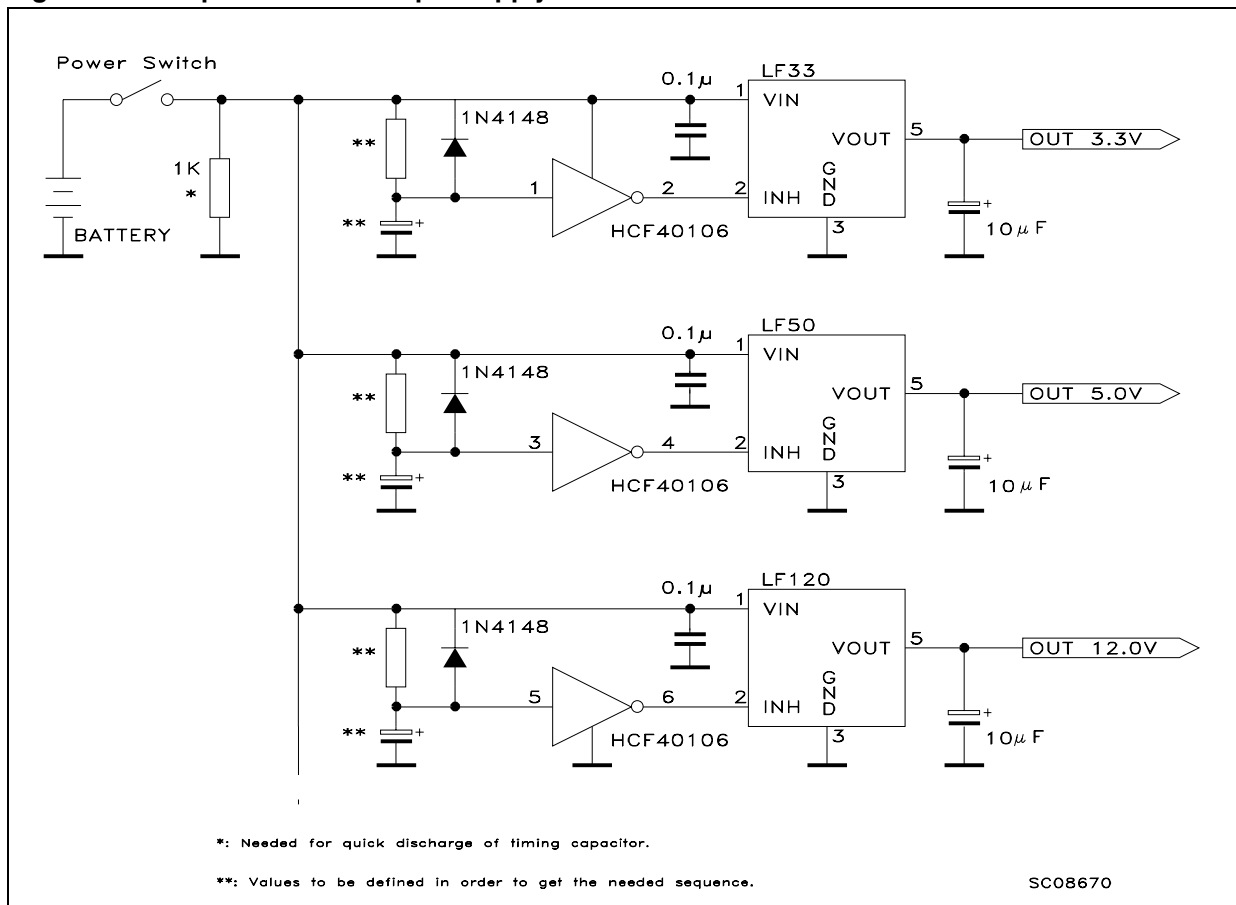 Power Switch
1K
*
BATTERY
**
**
1N4148
1
2
HCF40106
0.1μ
LF33
1
VIN
2
INH
VOUT
GND
3
5
10μF
+
+
OUT 3.3V
**
**
+
1N4148
3
4
HCF40106
0.1μ
LF50
1
VIN
2
INH
VOUT
GND
3
5
10μF
+
OUT 5.0V
**
**
+
1N4148
5
6
HCF40106
0.1μ
LF120
1
VIN
2
INH
VOUT
GND
3
5
10μF
+
OUT 12.0V
*: Needed for quick discharge of timing capacitor.
**: Values to be defined in order to get the needed sequence.
SC08670